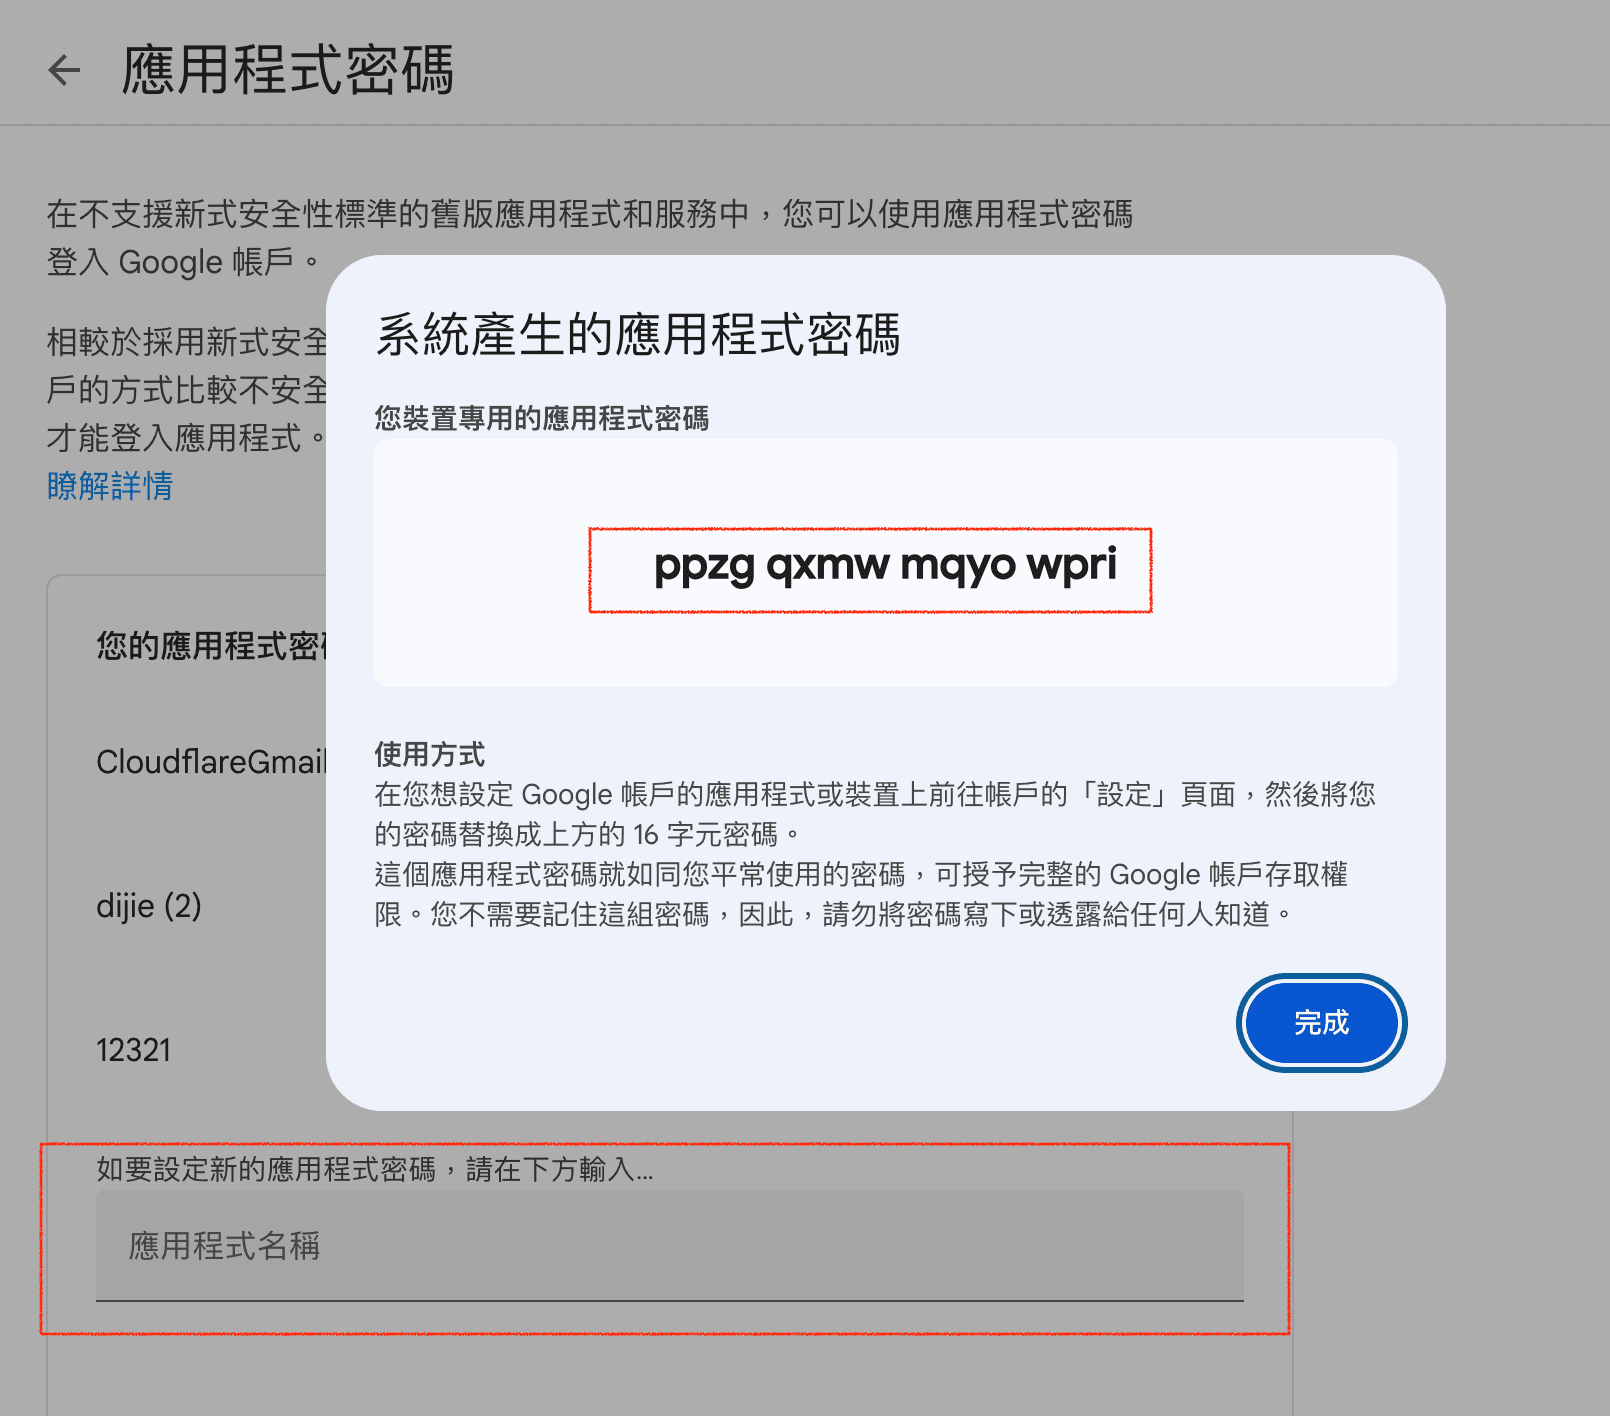 應用程式密碼
在不支援新式安全性標準的舊版應用程式和服務中，您可以使用應用程式密碼
登入 Google 帳戶。
相較於採用新式安全
戶的方式比較不安全
才能登入應用程式。
瞭解詳情
您的應用程式密碼
CloudflareGmail
dijie (2)
12321
如要設定新的應用程式密碼，請在下方輸入...
應用程式名稱
系統產生的應用程式密碼
您裝置專用的應用程式密碼
ppzg qxmw mqyo wpri
使用方式
在您想設定 Google 帳戶的應用程式或裝置上前往帳戶的「設定」頁面，然後將您
的密碼替換成上方的 16 字元密碼。
這個應用程式密碼就如同您平常使用的密碼，可授予完整的 Google 帳戶存取權
限。您不需要記住這組密碼，因此，請勿將密碼寫下或透露給任何人知道。
完成